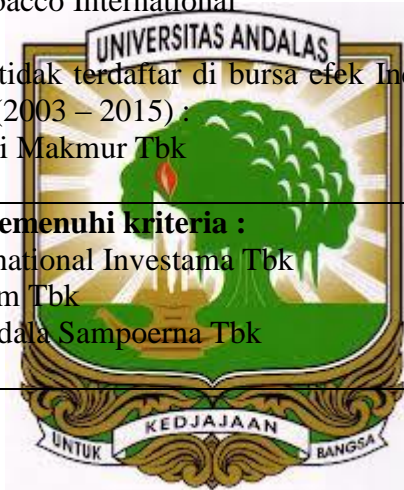 bacco International
UNIVERSITAS ANDALAS
tidak terdaftar di bursa efek Ind
(2003 – 2015) :
i Makmur Tbk
emenuhi kriteria :
national Investama Tbk
m Tbk
dala Sampoerna Tbk
KEDJAJAAN
UNTUK BANGSA